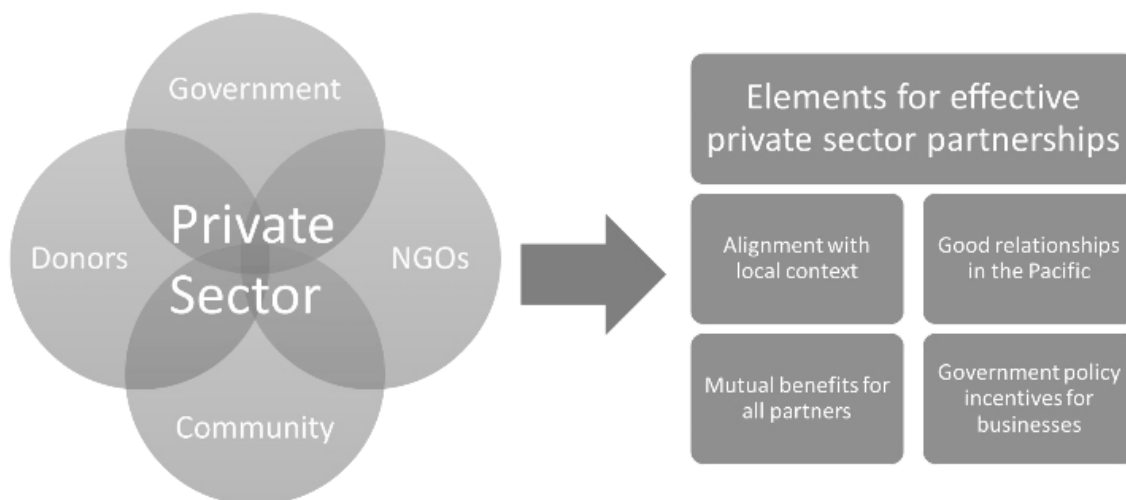 Government
Donors
Private
Sector
NGOs
Community
Elements for effective
private sector partnerships
Alignment with
local context
Good relationships
in the Pacific
Mutual benefits for
all partners
Government policy
incentives for
businesses